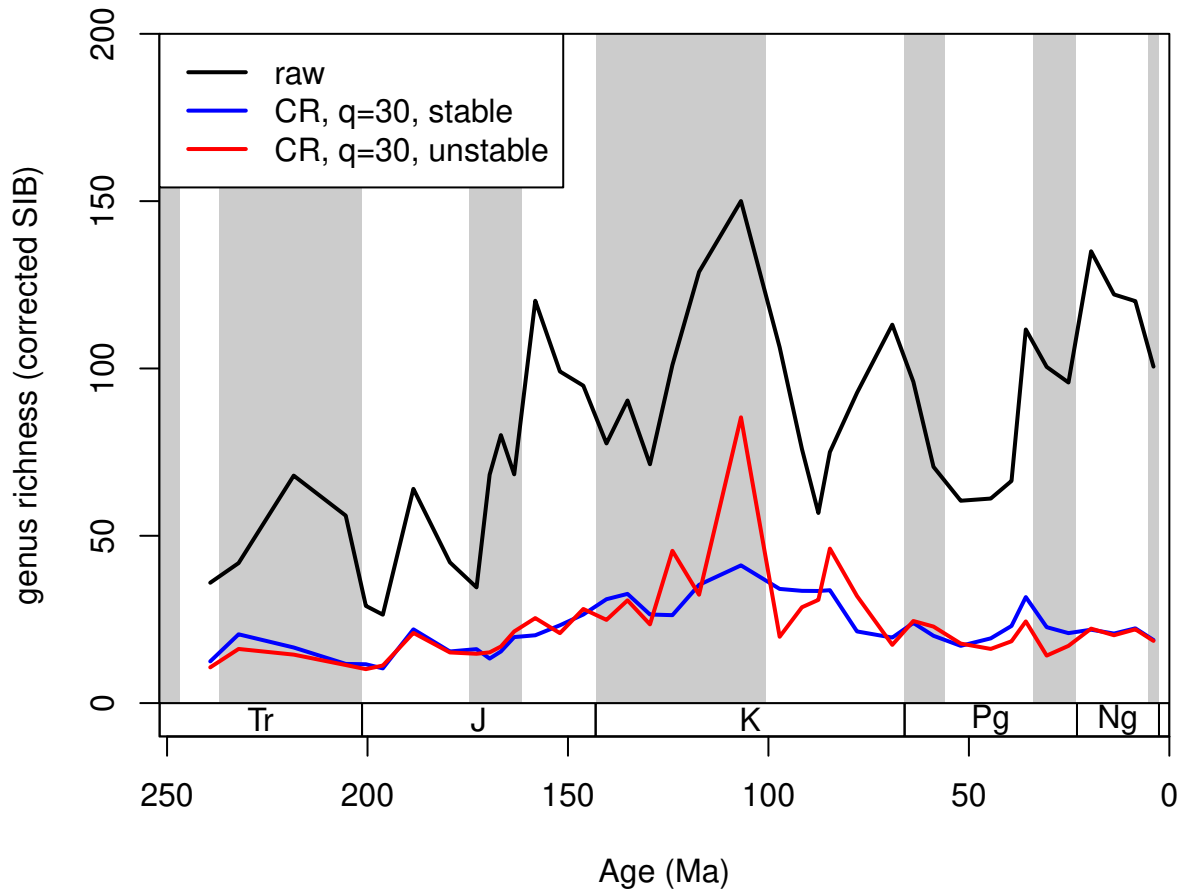 genus richness (corrected SIB)
200
150
100
50
0
raw
CR, q=30, stable
CR, q=30, unstable
Tr J K Pg Ng
250 200 150 100 50 0
Age (Ma)